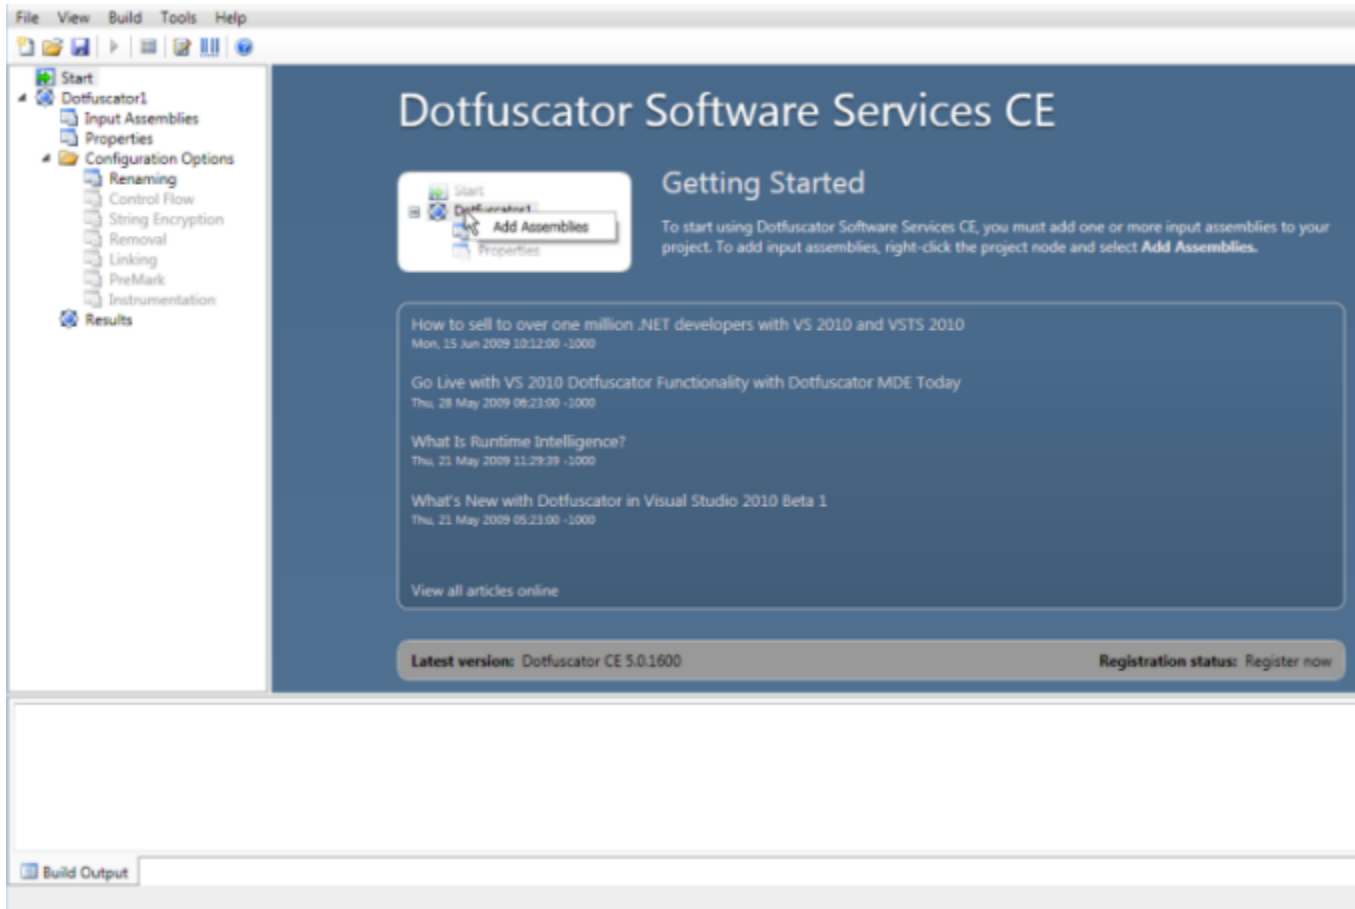 File View Build Tools Help
Start
Dotfuscator1
Input Assemblies
Properties
Configuration Options
Renaming
Control Flow
String Encryption
Removal
Linking
PreMark
Instrumentation
Results
Dotfuscator Software Services CE
Start
Dotfuscator1
Add Assemblies
Properties
Getting Started
To start using Dotfuscator Software Services CE, you must add one or more input assemblies to your
project. To add input assemblies, right-click the project node and select Add Assemblies.
How to sell to over one million .NET developers with VS 2010 and VSTS 2010
Mon, 15 Jun 2009 10:12:00 -1000
Go Live with VS 2010 Dotfuscator Functionality with Dotfuscator MDE Today
Thu, 28 May 2009 06:23:00 -1000
What Is Runtime Intelligence?
Thu, 21 May 2009 11:29:39 -1000
What's New with Dotfuscator in Visual Studio 2010 Beta 1
Thu, 21 May 2009 05:23:00 -1000
View all articles online
Latest version: Dotfuscator CE 5.0.1600 Registration status: Register now
Build Output